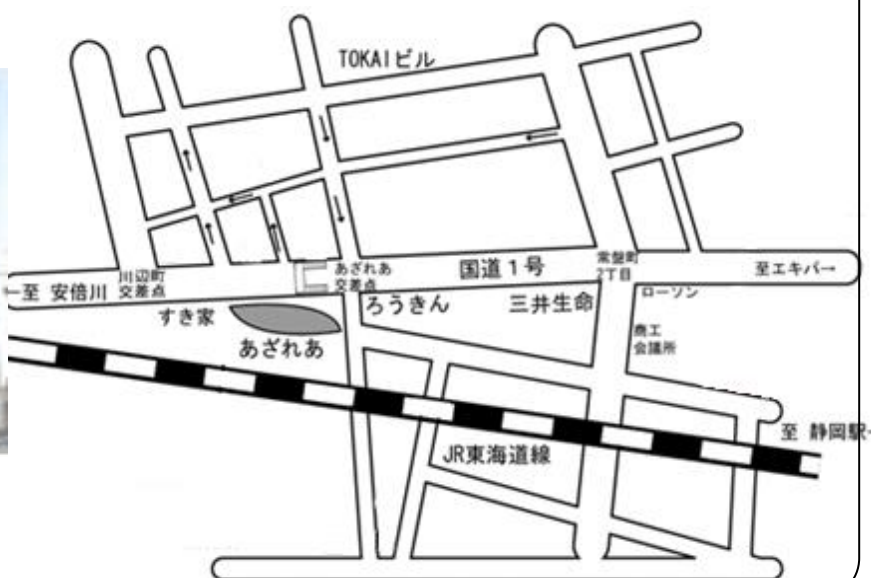 TOKAIビル
国道1号
常盤町
2丁目
至エキパ→
あざれあ
交差点
川辺町
交差点
←至 安倍川
ろうきん
三井生命
ローソン
すき家
あざれあ
商工
会議所
至 静岡駅→
JR東海道線